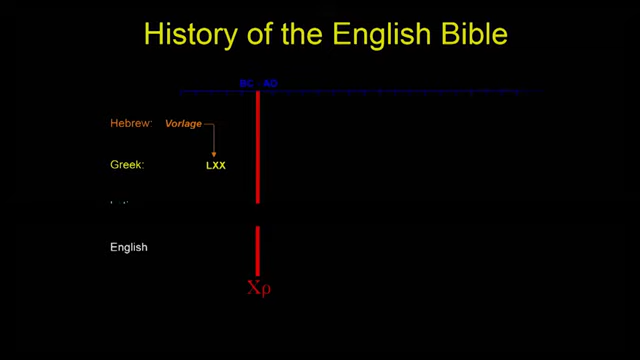 History of the English Bible
BC AD
Hebrew: Vorlage
Greek: LXX
English
Χρ